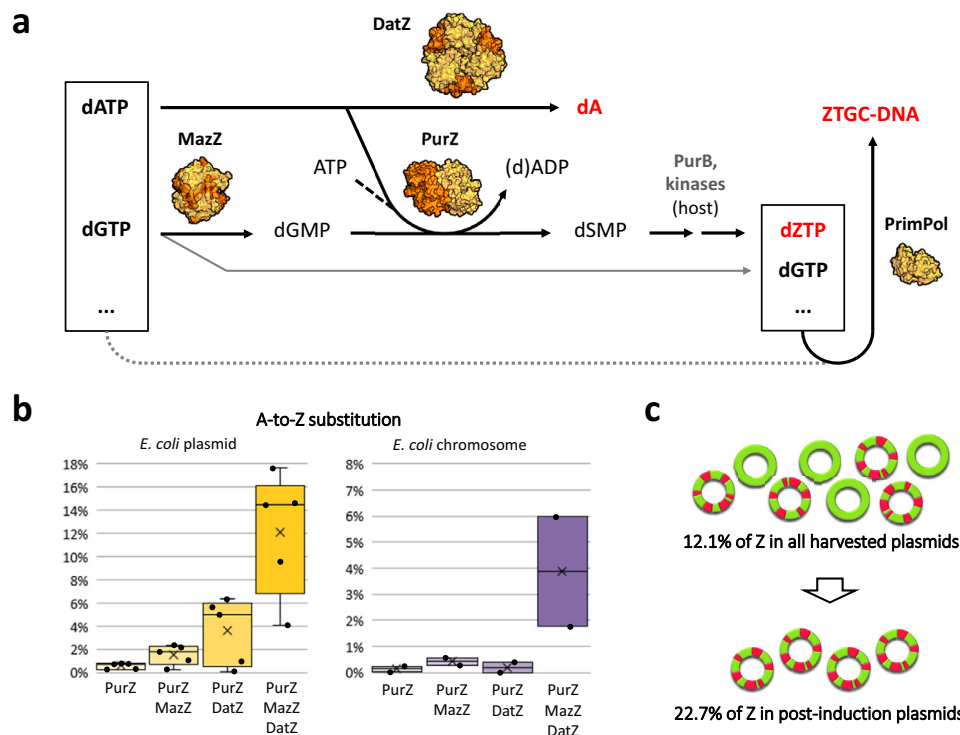 a
DatZ
dATP
dA
ZTGC-DNA
MazZ
PurZ
ATP
(d)ADP
PurB,
kinases
(host)
PrimPol
dGTP
dGMP
dSMP
dZTP
dGTP
...
...
b
A-to-Z substitution
E. coli plasmid
18%
16%
14%
12%
10%
8%
6%
4%
2%
0%
PurZ
PurZ
MazZ
PurZ
DatZ
PurZ
MazZ
DatZ
E. coli chromosome
8%
7%
6%
5%
4%
3%
2%
1%
0%
PurZ
PurZ
MazZ
PurZ
DatZ
PurZ
MazZ
DatZ
c
12.1% of Z in all harvested plasmids
22.7% of Z in post-induction plasmids